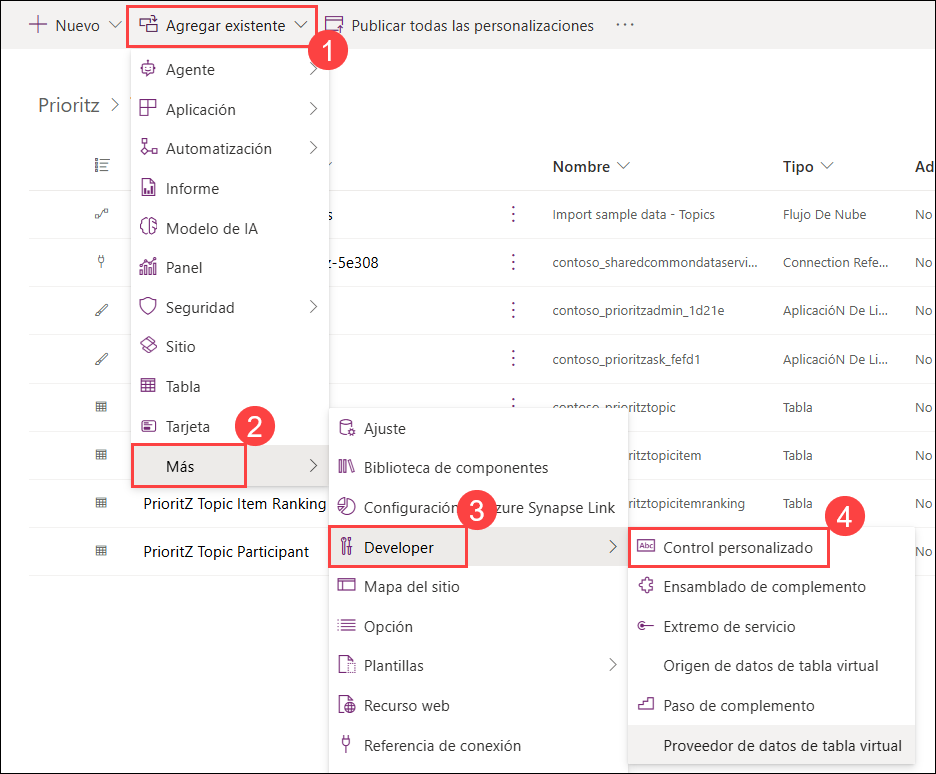 Nuevo
Agregar existente
Publicar todas las personalizaciones
...
1
Agente
Prioritz >
Aplicación
Automatización
Nombre
Tipo
Ad
Informe
s
Import sample data - Topics
Flujo De Nube
No
Modelo de IA
Panel
z-5e308
contoso_sharedcommondataservi...
Connection Refe...
No
Seguridad
contoso_prioritzadmin_1d21e
AplicacióN De Li...
No
Sitio
contoso_prioritzask_fefd1
AplicacióN De Li...
No
Tabla
contoso_prioritztopic
Tabla
No
Tarjeta
2
Ajuste
Más
ritztopicitem
Tabla
No
Biblioteca de componentes
PrioritZ Topic Item Ranking
Configuración
3
zure Synapse Link
ritztopicitemranking
Tabla
No
4
PrioritZ Topic Participant
Developer
Abc
Control personalizado
No
Mapa del sitio
Ensamblado de complemento
Opción
Extremo de servicio
Plantillas
Origen de datos de tabla virtual
Recurso web
Paso de complemento
Referencia de conexión
Proveedor de datos de tabla virtual